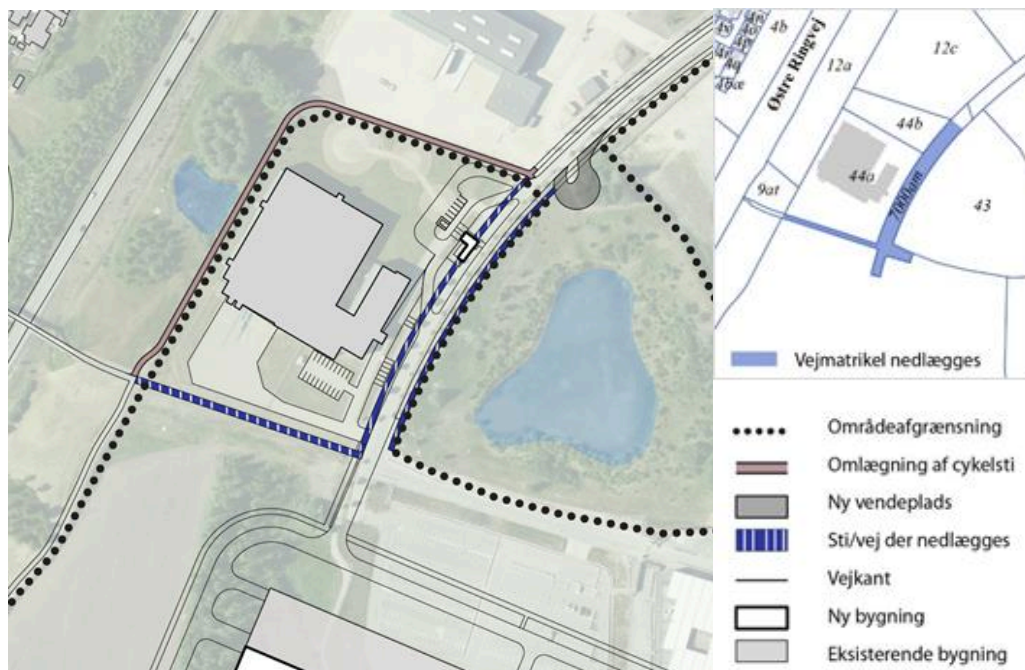 4b
12c
12a
Østre Ringvej
44b
44a
7000am
9at
43
Vejmatrikel nedlægges
Områdeafgrænsning
Omlægning af cykelsti
Ny vendeplads
Sti/vej der nedlægges
Vejkant
Ny bygning
Eksisterende bygning